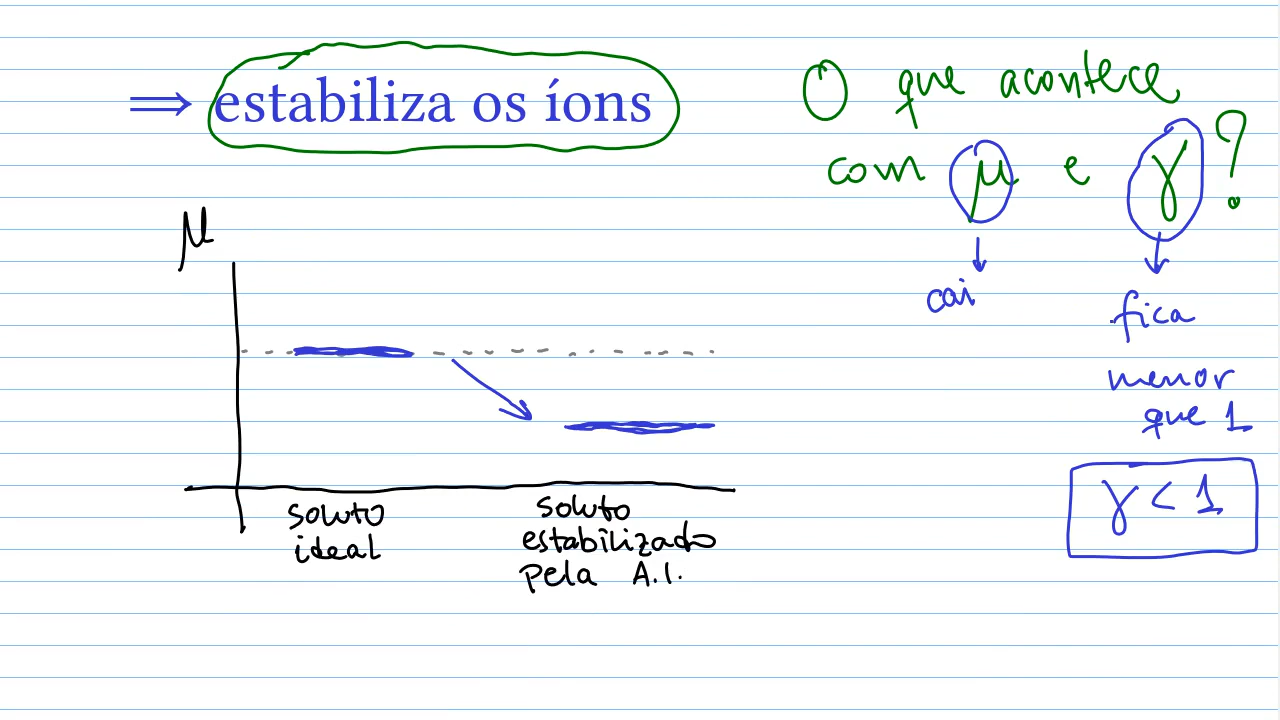 ⟹ estabiliza os íons
O que acontece
com μ e γ?
cai
fica
menor
que 1
γ < 1
μ
soluto
ideal
soluto
estabilizado
pela A.I.